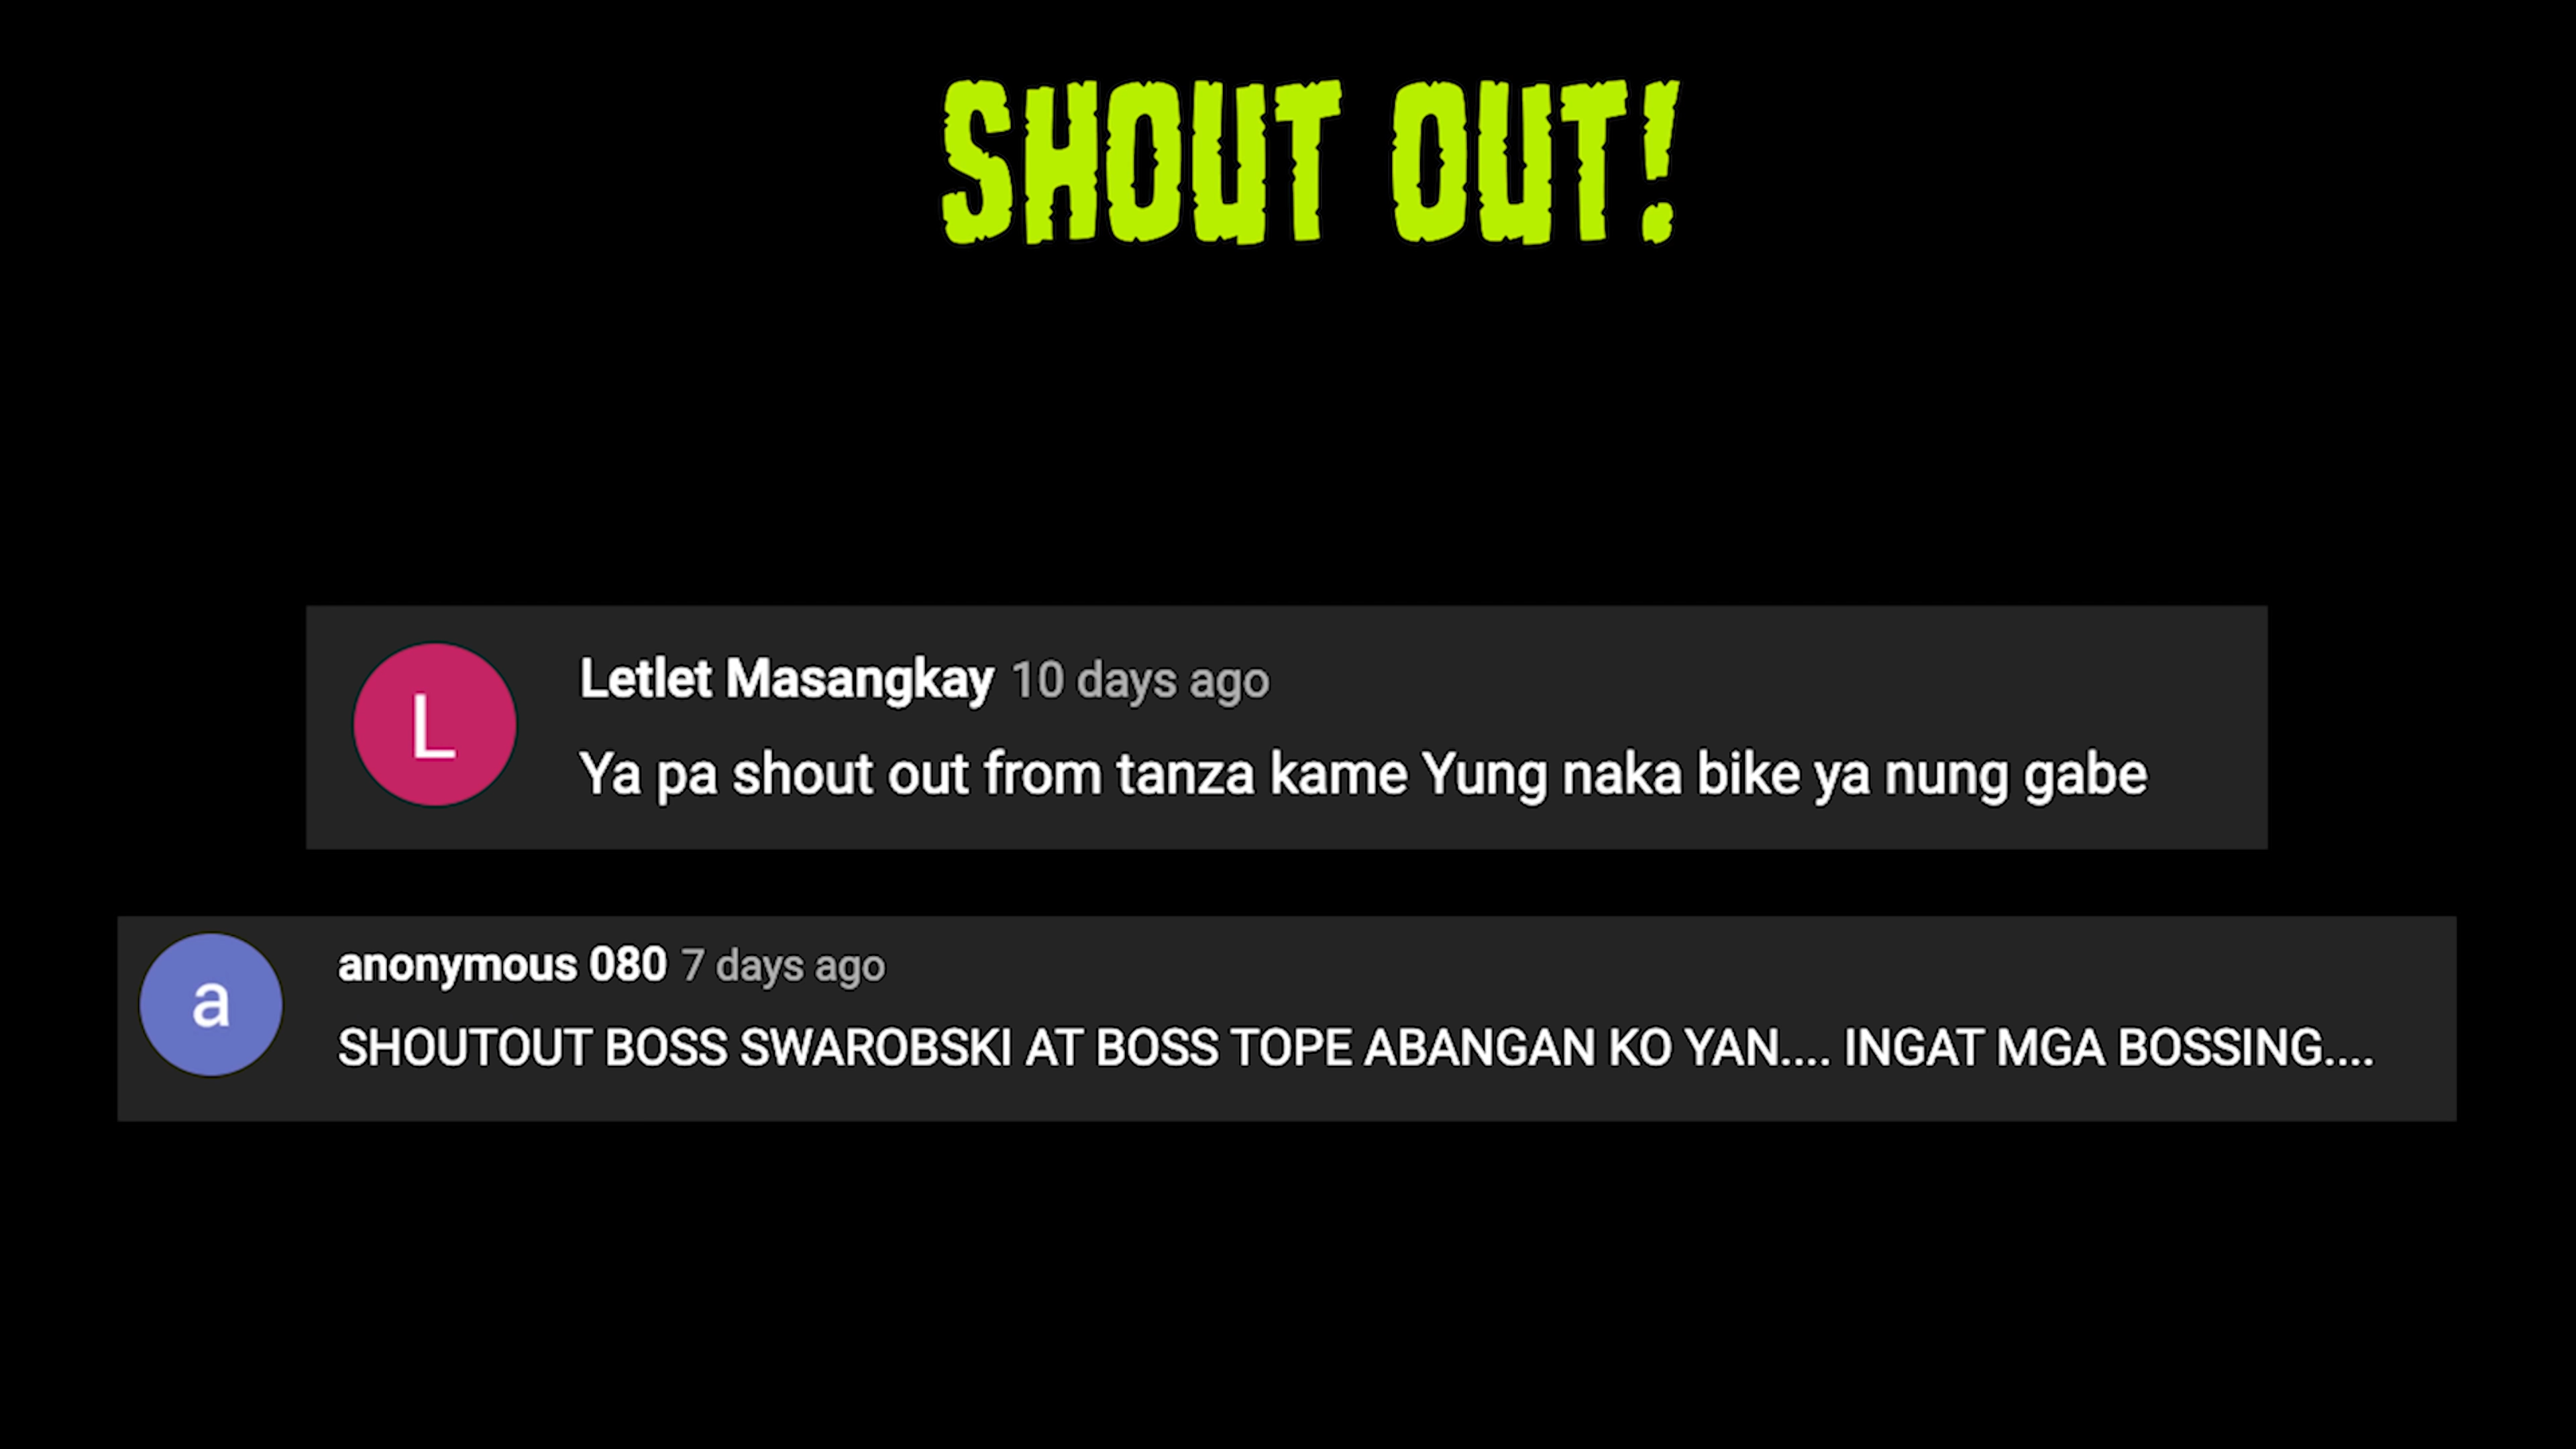 SHOUT OUT!
L
Letlet Masangkay 10 days ago
Ya pa shout out from tanza kame Yung naka bike ya nung gabe
a
anonymous 080 7 days ago
SHOUTOUT BOSS SWAROBSKI AT BOSS TOPE ABANGAN KO YAN.... INGAT MGA BOSSING....